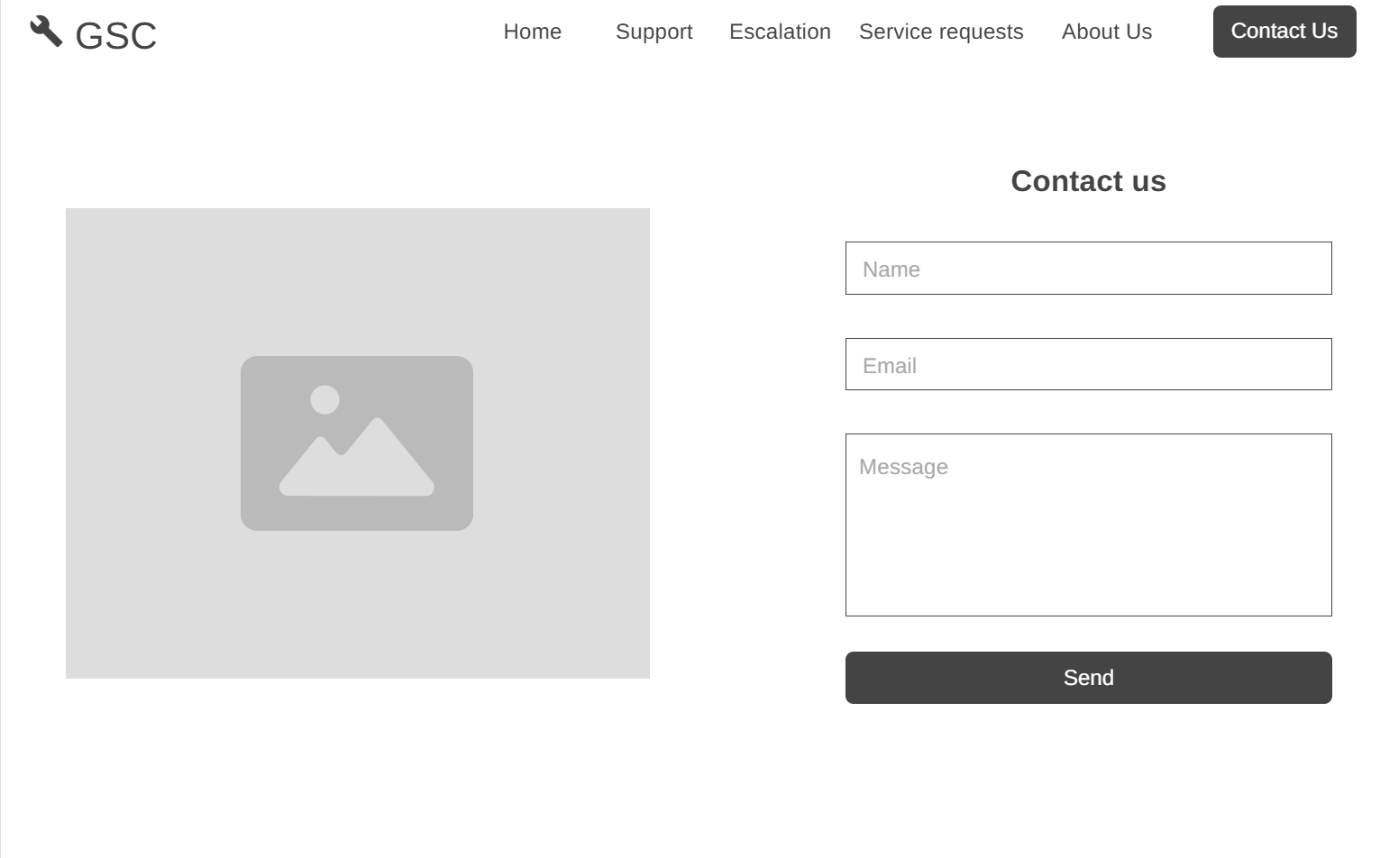 GSC
Home Support Escalation Service requests About Us Contact Us
Contact us
Name
Email
Message
Send